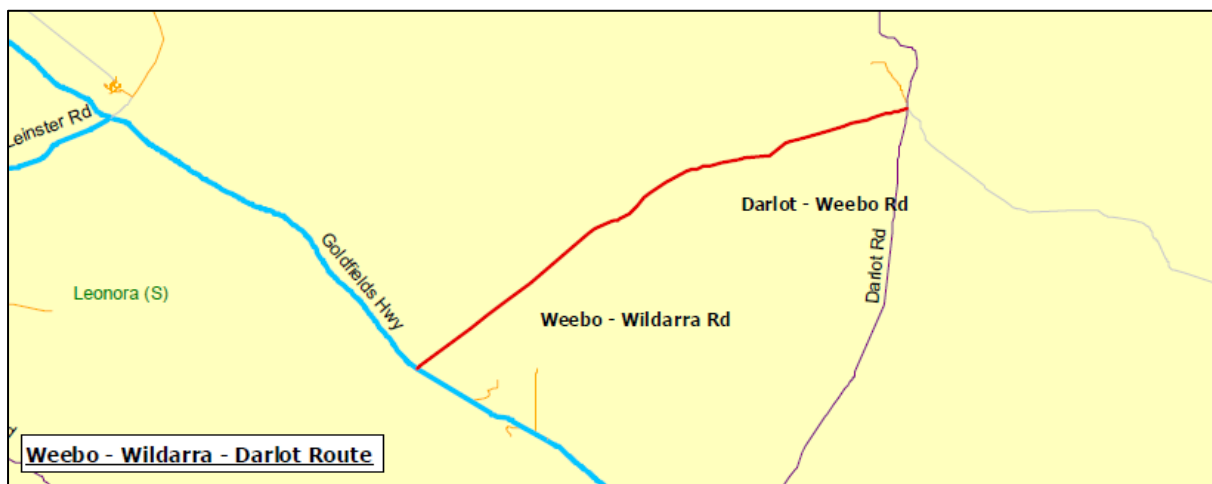 Leinster Rd
Goldfields Hwy
Darlot - Weebo Rd
Darlot Rd
Leonora (S)
Weebo - Wildarra Rd
Weebo - Wildarra - Darlot Route